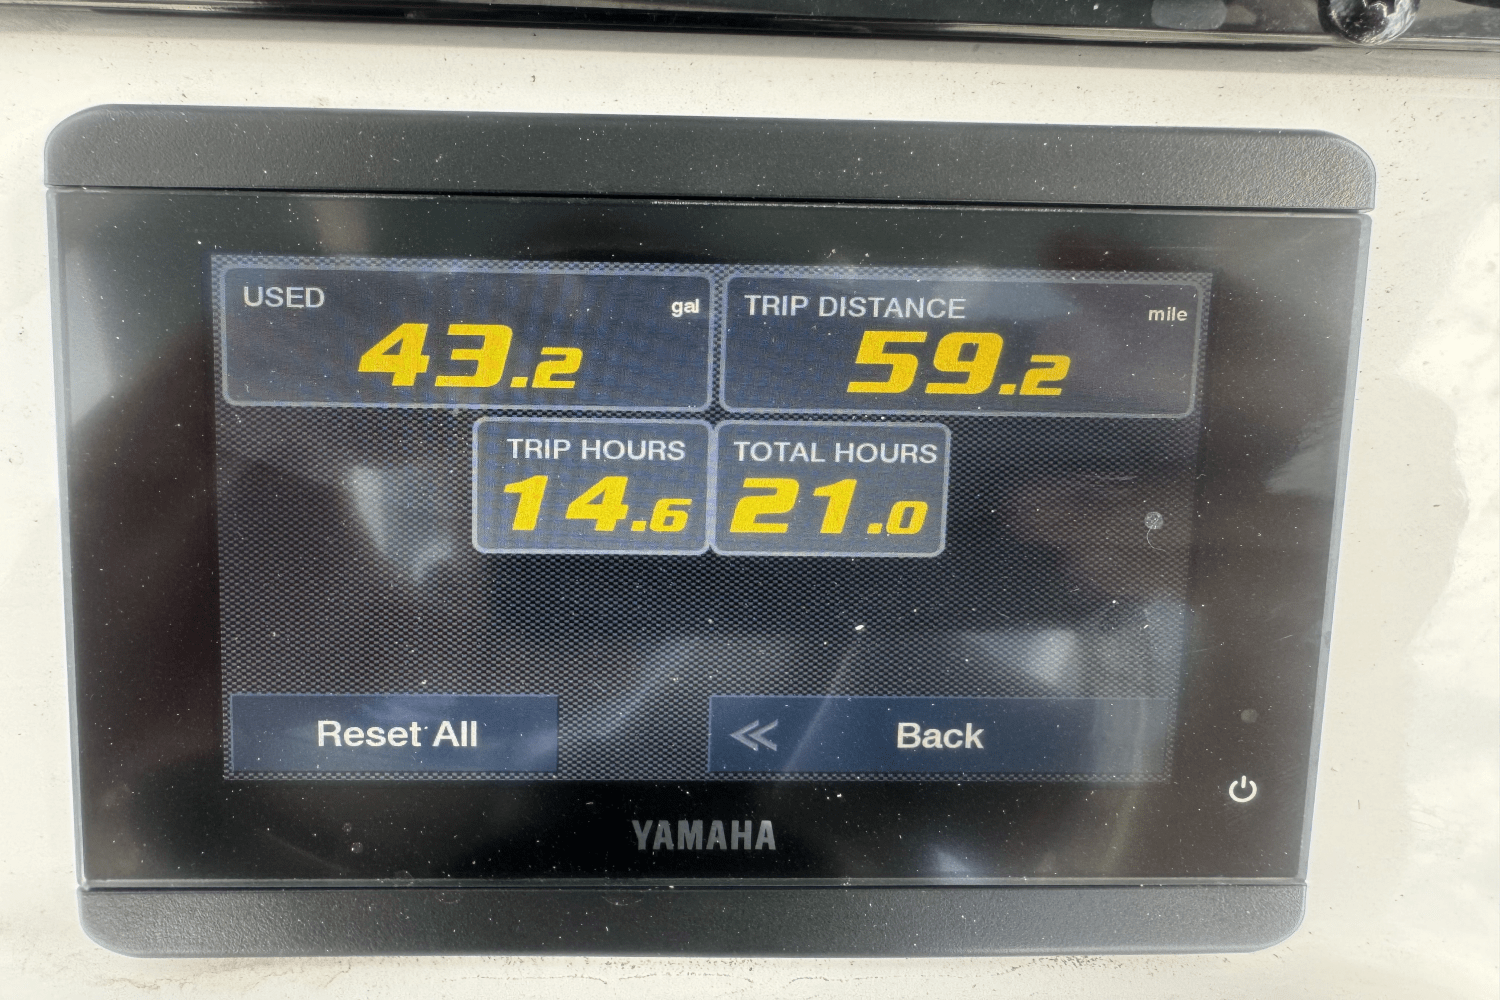 USED gal
43.2
TRIP DISTANCE mile
59.2
TRIP HOURS
14.6
TOTAL HOURS
21.0
Reset All
Back
YAMAHA